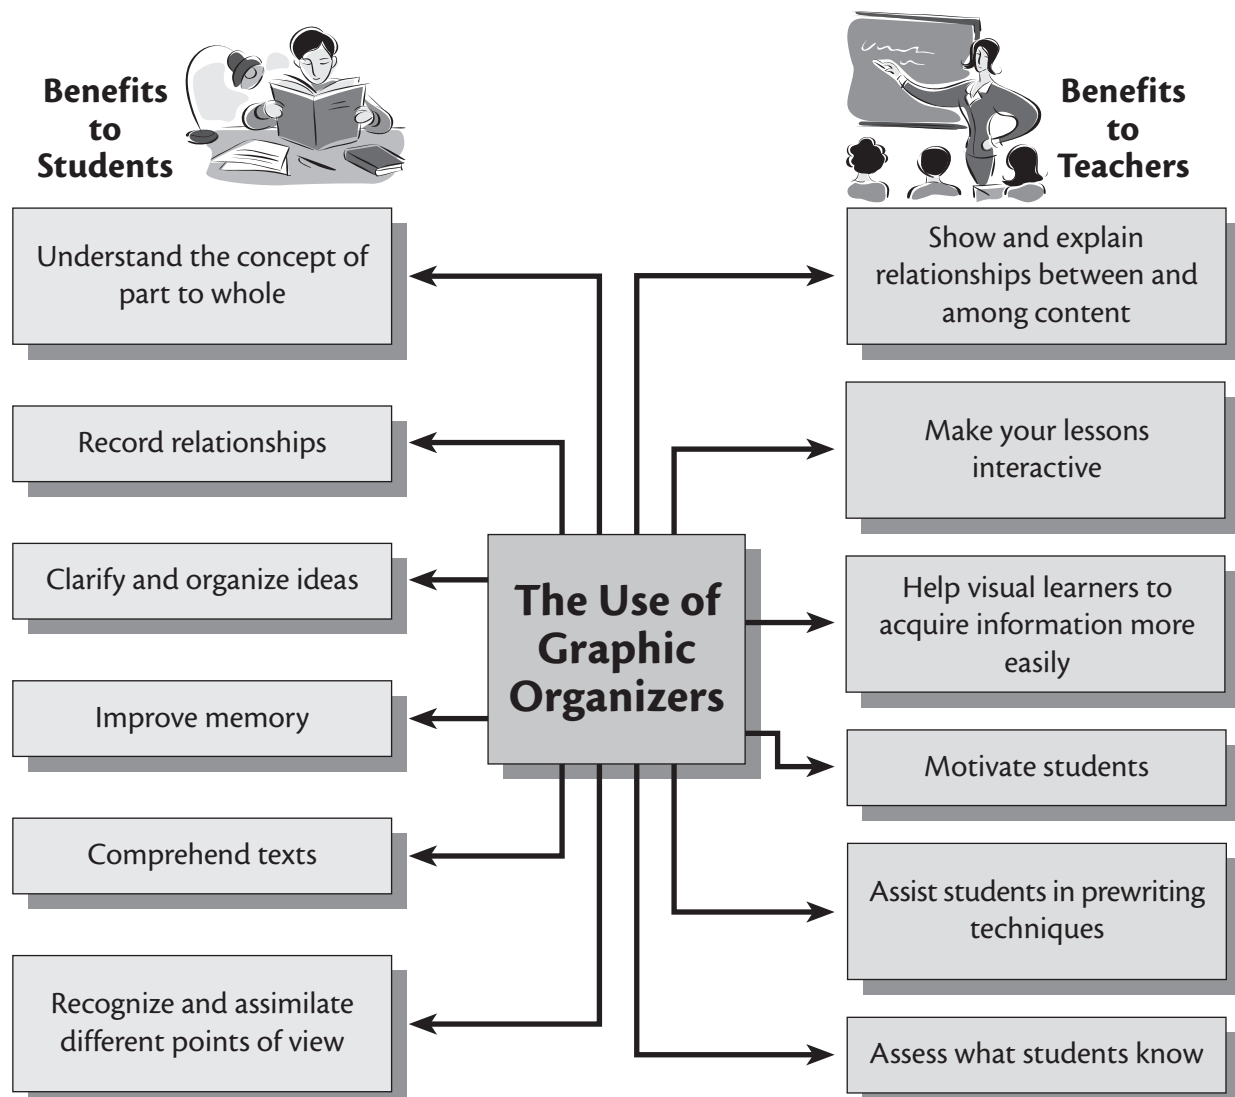 Benefits
to
Students
Understand the concept of
part to whole
Record relationships
Clarify and organize ideas
Improve memory
Comprehend texts
Recognize and assimilate
different points of view
The Use of
Graphic
Organizers
Benefits
to
Teachers
Show and explain
relationships between and
among content
Make your lessons
interactive
Help visual learners to
acquire information more
easily
Motivate students
Assist students in prewriting
techniques
Assess what students know